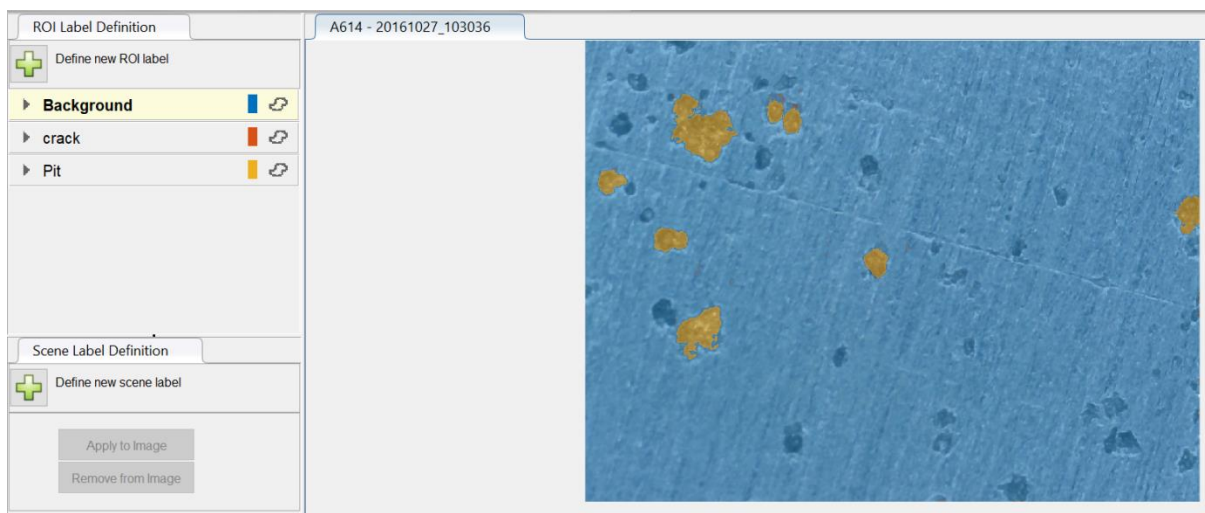 ROI Label Definition
Define new ROI label
Background
crack
Pit
Scene Label Definition
Define new scene label
Apply to Image
Remove from Image
A614 - 20161027_103036